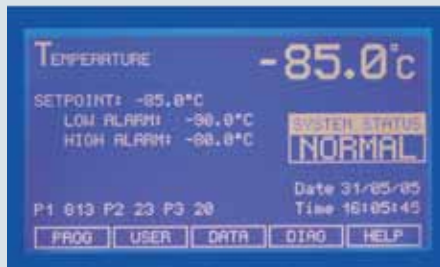 TEMPERATURE -85.0°C
SETPOINT: -85.0°C
LOW ALARM: -90.0°C
HIGH ALARM: -80.0°C
SYSTEM STATUS
NORMAL
Date 31/05/05
P1 813 P2 23 P3 20 Time 16:05:45
PROG USER DATA DIAG HELP